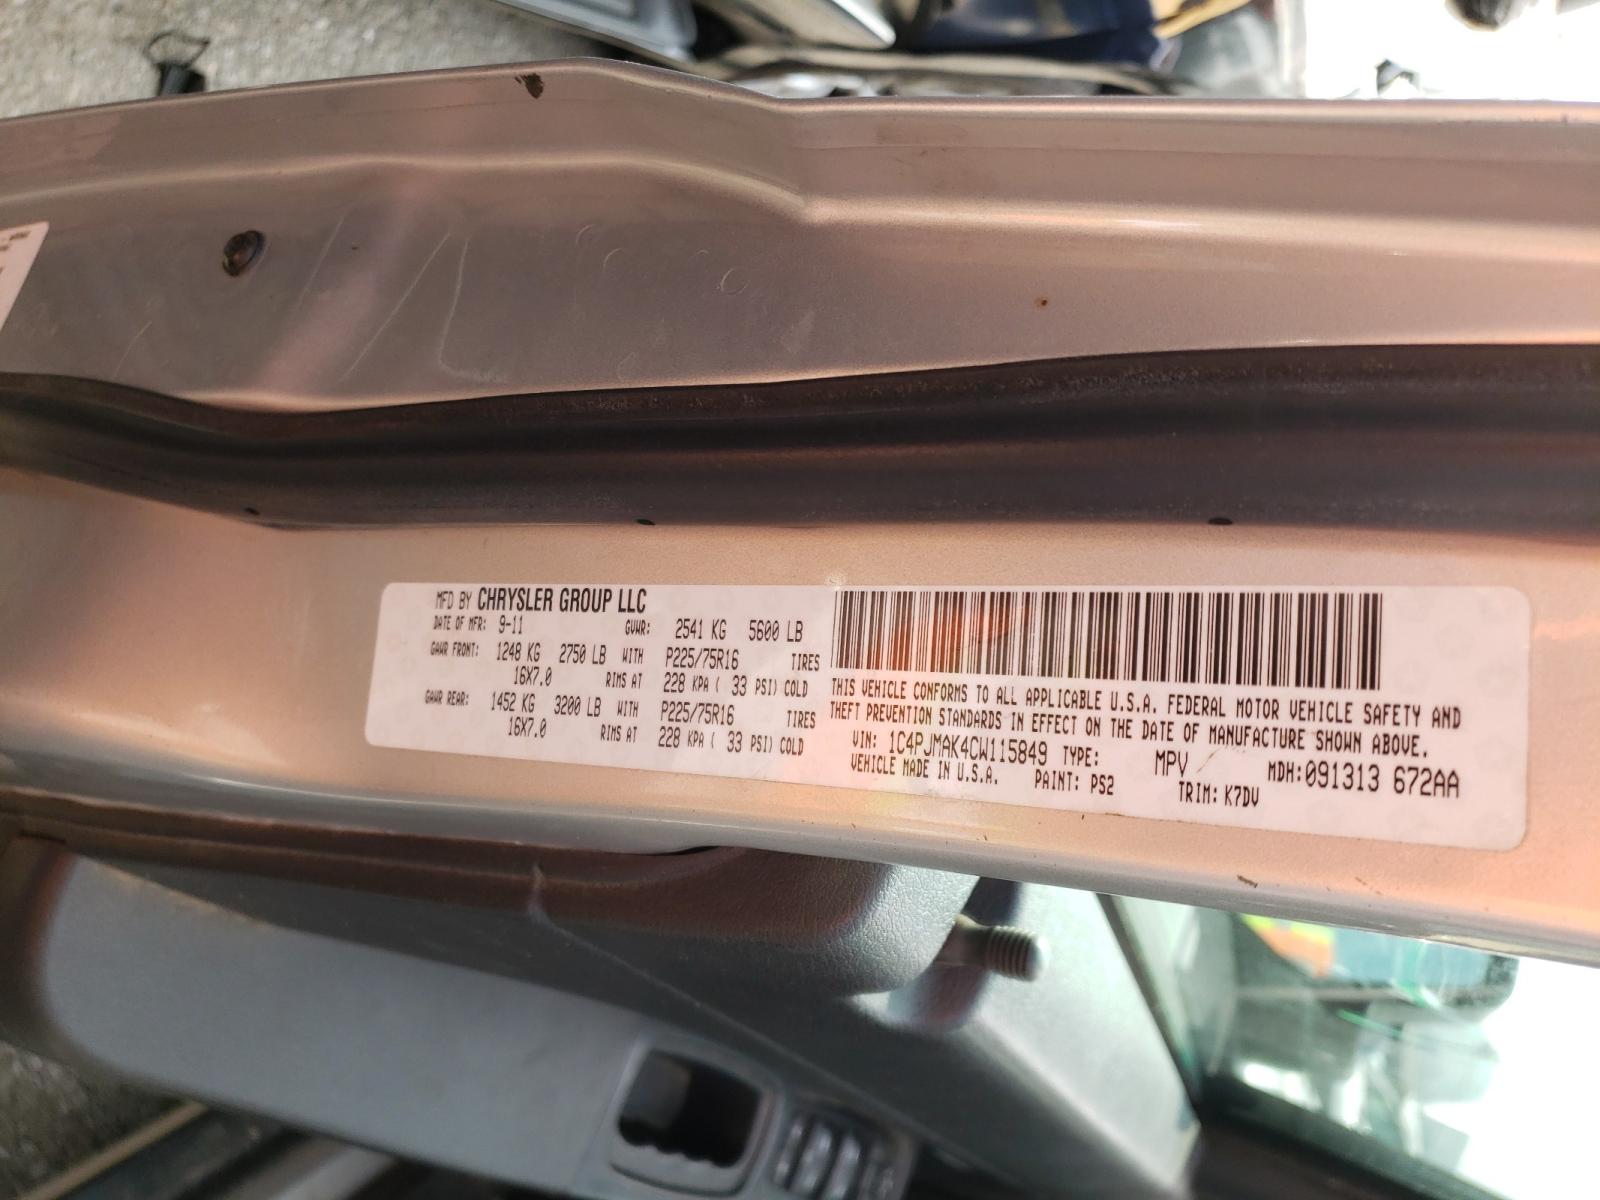 MFD BY CHRYSLER GROUP LLC
DATE OF MFR: 9-11 GVWR: 2541 KG 5600 LB
GAWR FRONT: 1248 KG 2750 LB WITH P225/75R16 TIRES
16X7.0 RIMS AT 228 KPA ( 33 PSI) COLD
GAWR REAR: 1452 KG 3200 LB WITH P225/75R16 TIRES
16X7.0 RIMS AT 228 KPA ( 33 PSI) COLD
THIS VEHICLE CONFORMS TO ALL APPLICABLE U.S.A. FEDERAL MOTOR VEHICLE SAFETY AND
THEFT PREVENTION STANDARDS IN EFFECT ON THE DATE OF MANUFACTURE SHOWN ABOVE.
VIN: 1C4PJMAK4CW115849 TYPE: MPV MDH:091313 672AA
VEHICLE MADE IN U.S.A. PAINT: PS2 TRIM: K7DV